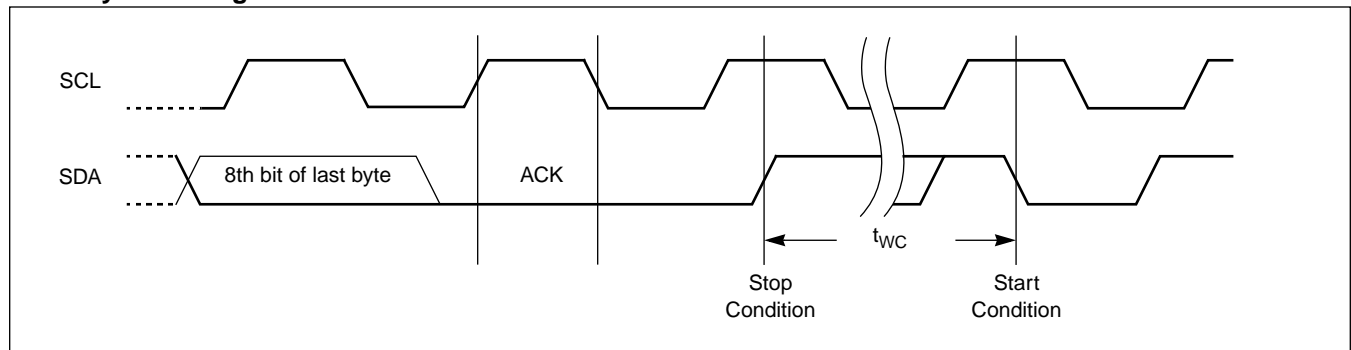 SCL
SDA
8th bit of last byte
ACK
tWC
Stop
Condition
Start
Condition